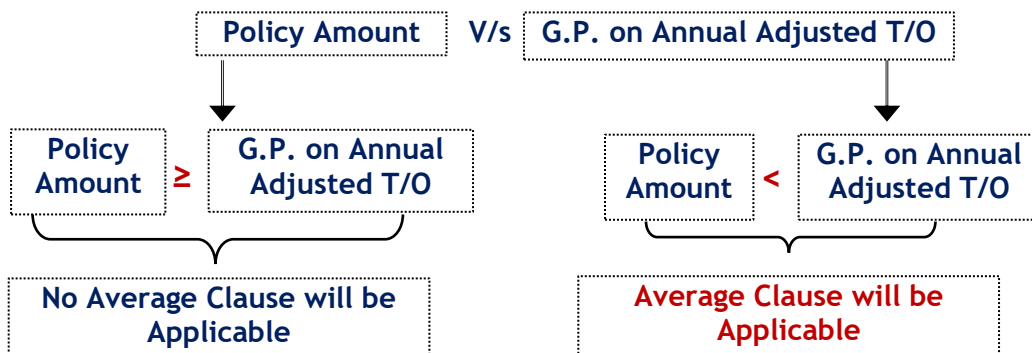 Policy Amount V/s G.P. on Annual Adjusted T/O
Policy
Amount
≥
G.P. on Annual
Adjusted T/O
Policy
Amount
<
G.P. on Annual
Adjusted T/O
No Average Clause will be
Applicable
Average Clause will be
Applicable